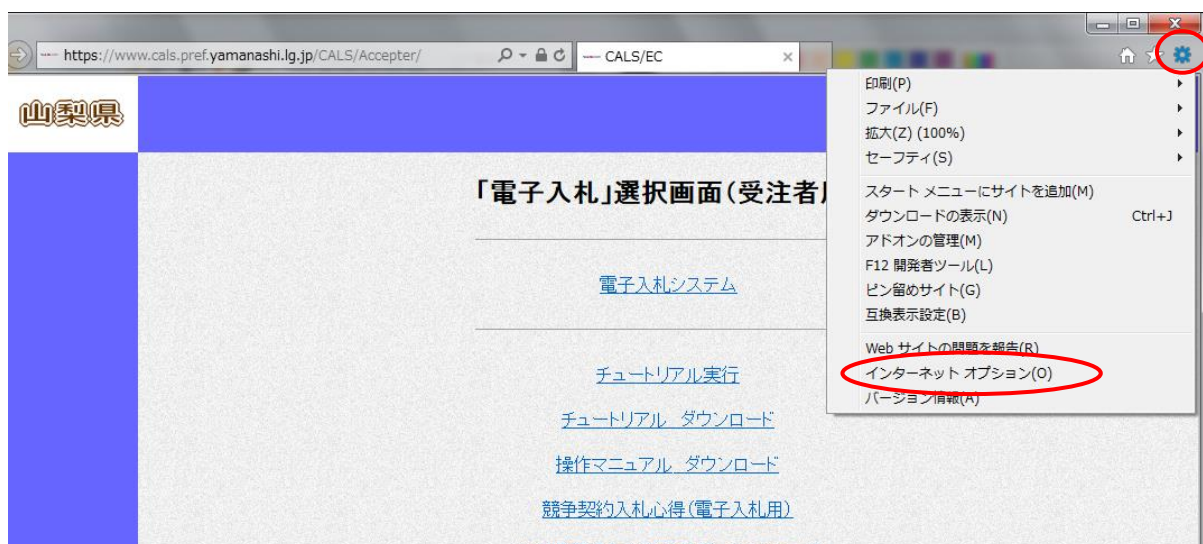 https://www.cals.pref.yamanashi.lg.jp/CALS/Accepter/
CALS/EC
山梨県
「電子入札」選択画面(受注者
電子入札システム
チュートリアル実行
チュートリアル ダウンロード
操作マニュアル ダウンロード
競争契約入札心得(電子入札用)
印刷(P)
ファイル(F)
拡大(Z) (100%)
セーフティ(S)
スタート メニューにサイトを追加(M)
ダウンロードの表示(N) Ctrl+J
アドオンの管理(M)
F12 開発者ツール(L)
ピン留めサイト(G)
互換表示設定(B)
Web サイトの問題を報告(R)
インターネット オプション(O)
バージョン情報(A)